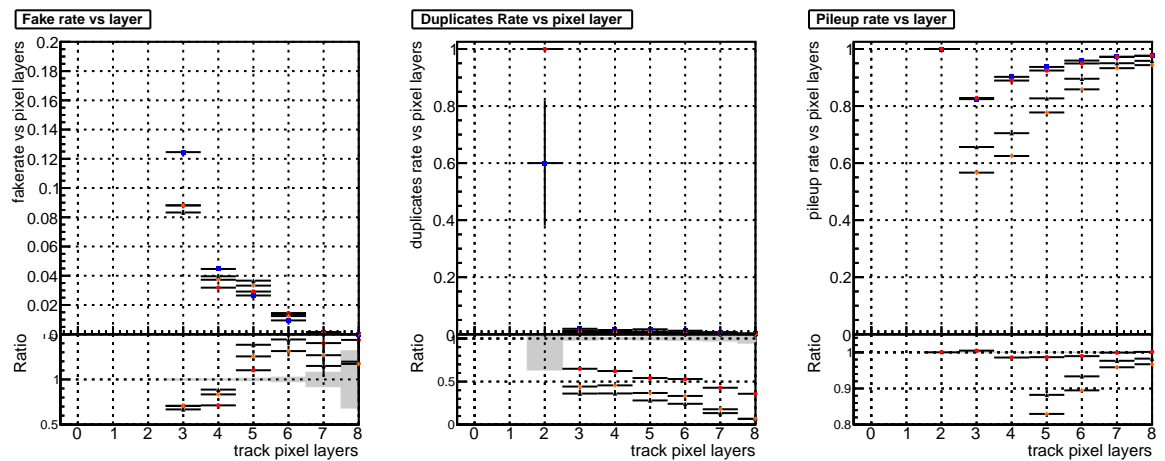 Fake rate vs layer
fakerate vs pixel layers
0.2
0.18
0.16
0.14
0.12
0.1
0.08
0.06
0.04
0.02
0
Ratio
1
0.5
0 1 2 3 4 5 6 7 8
track pixel layers
Duplicates Rate vs pixel layer
duplicates rate vs pixel layers
1
0.8
0.6
0.4
0.2
0
Ratio
1
0.5
0
0 1 2 3 4 5 6 7 8
track pixel layers
Pileup rate vs layer
pileup rate vs pixel layers
1
0.8
0.6
0.4
0.2
0
Ratio
1
0.9
0.8
0 1 2 3 4 5 6 7 8
track pixel layers